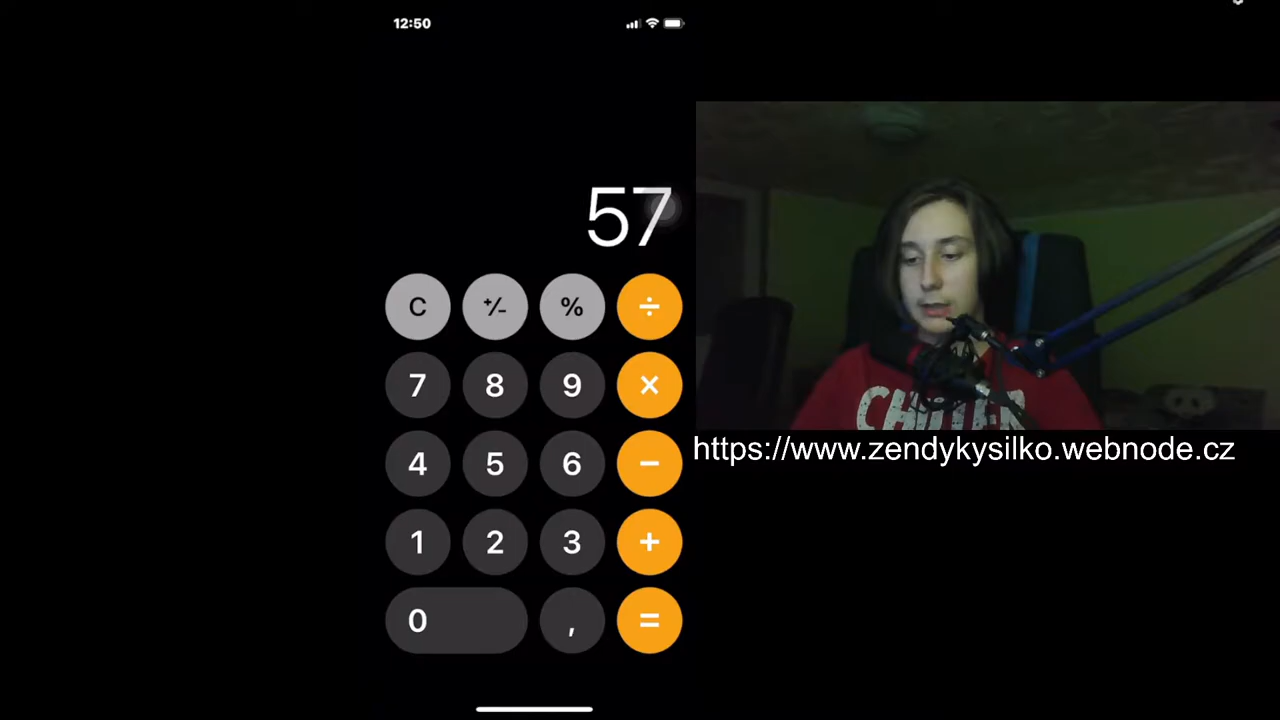 12:50
57
C +/- % ÷
7 8 9 ×
4 5 6 −
1 2 3 +
0 , =
https://www.zendykysilko.webnode.cz